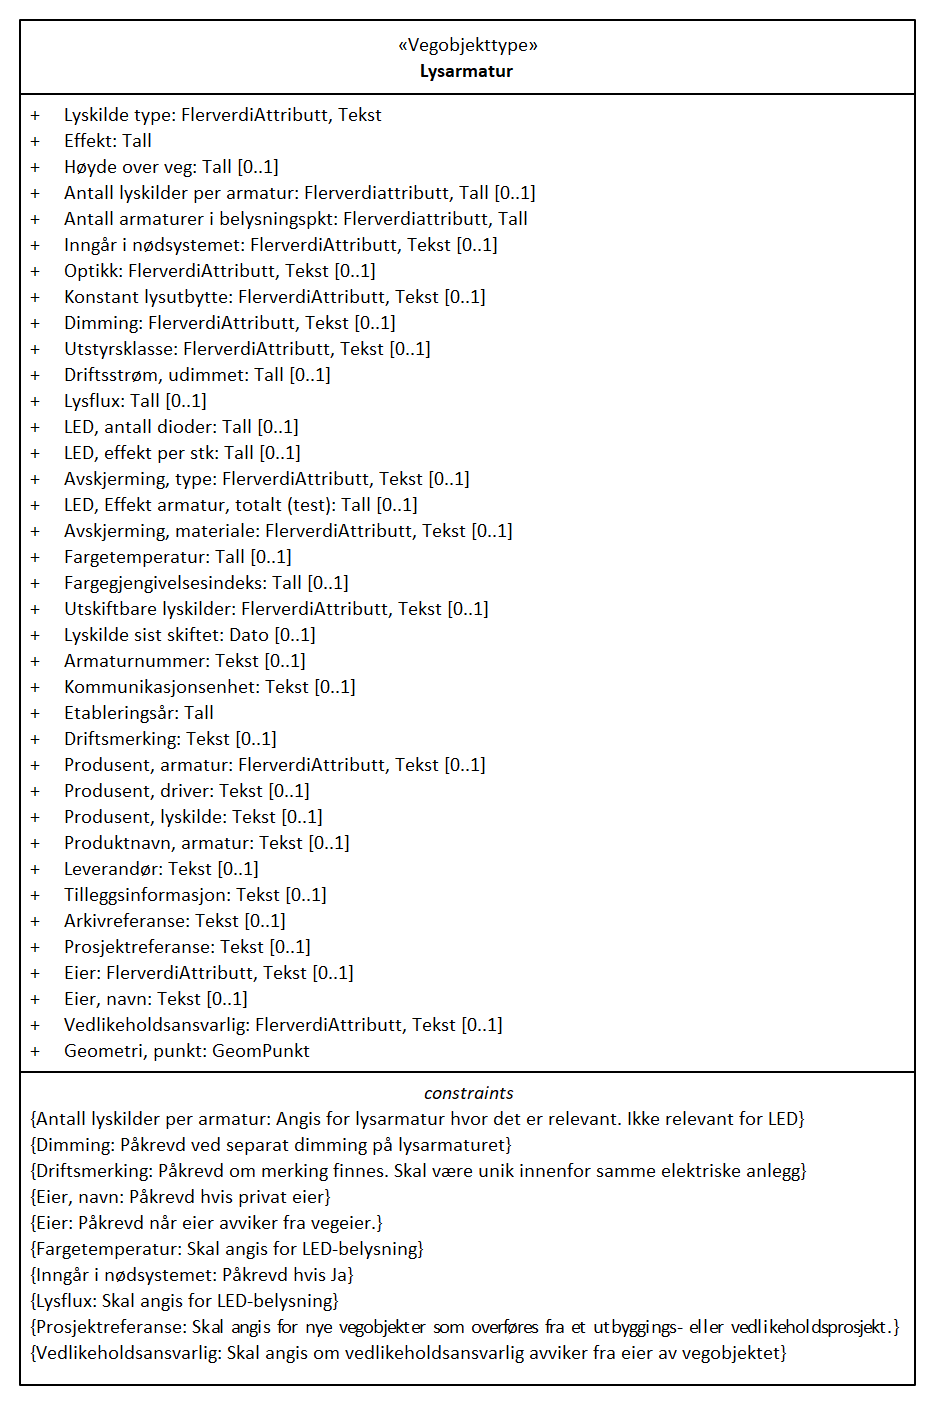 «Vegobjekttype»
Lysarmatur
+ Lyskilde type: FlerverdiAttributt, Tekst
+ Effekt: Tall
+ Høyde over veg: Tall [0..1]
+ Antall lyskilder per armatur: Flerverdiattributt, Tall [0..1]
+ Antall armaturer i belysningspkt: Flerverdiattributt, Tall
+ Inngår i nødsystemet: FlerverdiAttributt, Tekst [0..1]
+ Optikk: FlerverdiAttributt, Tekst [0..1]
+ Konstant lysutbytte: FlerverdiAttributt, Tekst [0..1]
+ Dimming: FlerverdiAttributt, Tekst [0..1]
+ Utstyrsklasse: FlerverdiAttributt, Tekst [0..1]
+ Driftsstrøm, udimmet: Tall [0..1]
+ Lysflux: Tall [0..1]
+ LED, antall dioder: Tall [0..1]
+ LED, effekt per stk: Tall [0..1]
+ Avskjerming, type: FlerverdiAttributt, Tekst [0..1]
+ LED, Effekt armatur, totalt (test): Tall [0..1]
+ Avskjerming, materiale: FlerverdiAttributt, Tekst [0..1]
+ Fargetemperatur: Tall [0..1]
+ Fargegjengivelsesindeks: Tall [0..1]
+ Utskiftbare lyskilder: FlerverdiAttributt, Tekst [0..1]
+ Lyskilde sist skiftet: Dato [0..1]
+ Armaturnummer: Tekst [0..1]
+ Kommunikasjonsenhet: Tekst [0..1]
+ Etableringsår: Tall
+ Driftsmerking: Tekst [0..1]
+ Produsent, armatur: FlerverdiAttributt, Tekst [0..1]
+ Produsent, driver: Tekst [0..1]
+ Produsent, lyskilde: Tekst [0..1]
+ Produktnavn, armatur: Tekst [0..1]
+ Leverandør: Tekst [0..1]
+ Tilleggsinformasjon: Tekst [0..1]
+ Arkivreferanse: Tekst [0..1]
+ Prosjektreferanse: Tekst [0..1]
+ Eier: FlerverdiAttributt, Tekst [0..1]
+ Eier, navn: Tekst [0..1]
+ Vedlikeholdsansvarlig: FlerverdiAttributt, Tekst [0..1]
+ Geometri, punkt: GeomPunkt
constraints
{Antall lyskilder per armatur: Angis for lysarmatur hvor det er relevant. Ikke relevant for LED}
{Dimming: Påkrevd ved separat dimming på lysarmaturet}
{Driftsmerking: Påkrevd om merking finnes. Skal være unik innenfor samme elektriske anlegg}
{Eier, navn: Påkrevd hvis privat eier}
{Eier: Påkrevd når eier avviker fra vegeier.}
{Fargetemperatur: Skal angis for LED-belysning}
{Inngår i nødsystemet: Påkrevd hvis Ja}
{Lysflux: Skal angis for LED-belysning}
{Prosjektreferanse: Skal angis for nye vegobjekter som overføres fra et utbyggings- eller vedlikeholdsprosjekt.}
{Vedlikeholdsansvarlig: Skal angis om vedlikeholdsansvarlig avviker fra eier av vegobjektet}